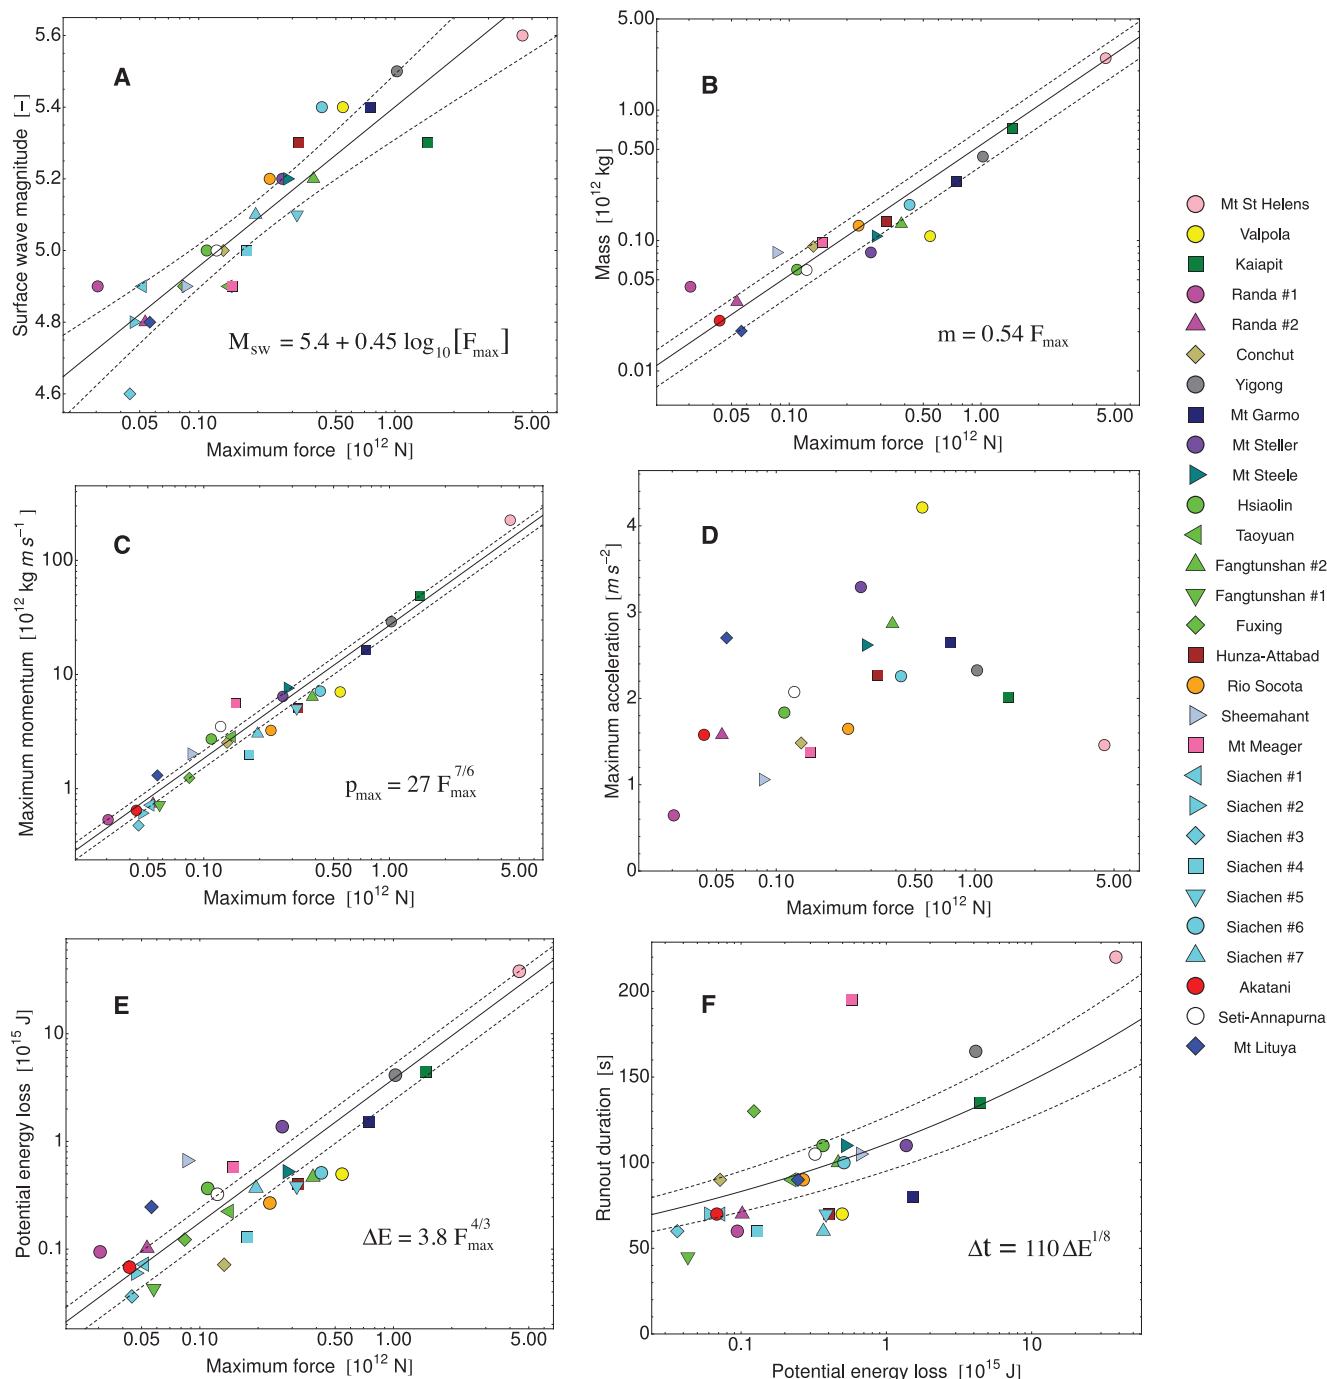 A
Surface wave magnitude [–]
5.6
5.4
5.2
5.0
4.8
4.6
M_sw = 5.4 + 0.45 log_10 [F_max]
0.05 0.10 0.50 1.00 5.00
Maximum force [10^12 N]
B
Mass [10^12 kg]
5.00
1.00
0.50
0.10
0.05
0.01
m = 0.54 F_max
0.05 0.10 0.50 1.00 5.00
Maximum force [10^12 N]
C
Maximum momentum [10^12 kg m s^−1]
100
10
1
p_max = 27 F_max^7/6
0.05 0.10 0.50 1.00 5.00
Maximum force [10^12 N]
D
Maximum acceleration [m s^−2]
4
3
2
1
0
0.05 0.10 0.50 1.00 5.00
Maximum force [10^12 N]
E
Potential energy loss [10^15 J]
10
1
0.1
ΔE = 3.8 F_max^4/3
0.05 0.10 0.50 1.00 5.00
Maximum force [10^12 N]
F
Runout duration [s]
200
150
100
50
0
Δt = 110 ΔE^1/8
0.1 1 10
Potential energy loss [10^15 J]
Mt St Helens
Valpola
Kaiapit
Randa #1
Randa #2
Conchut
Yigong
Mt Garmo
Mt Steller
Mt Steele
Hsiaolin
Taoyuan
Fangtunshan #2
Fangtunshan #1
Fuxing
Hunza-Attabad
Rio Socota
Sheemahant
Mt Meager
Siachen #1
Siachen #2
Siachen #3
Siachen #4
Siachen #5
Siachen #6
Siachen #7
Akatani
Seti-Annapurna
Mt Lituya